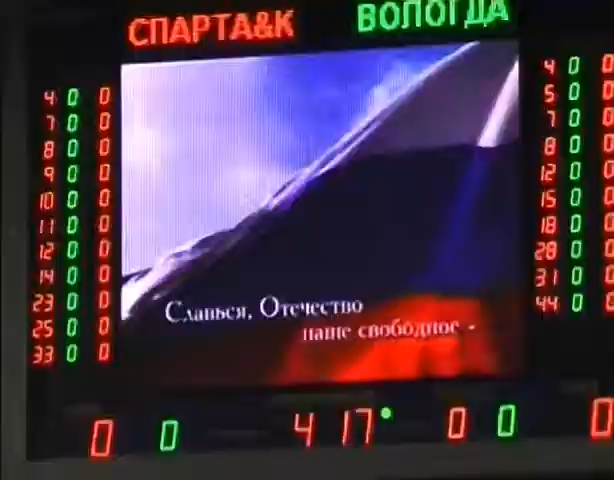 СПАРТА&К ВОЛОГДА
4 0 0 4 0 0
7 0 0 5 0 0
8 0 0 7 0 0
9 0 0 8 0 0
10 0 0 12 0 0
11 0 0 15 0 0
12 0 0 18 0 0
14 0 0 28 0 0
23 0 0 31 0 0
25 0 0 44 0 0
33 0 0
Славься, Отечество
наше свободное -
0 0 4 17 0 0 0